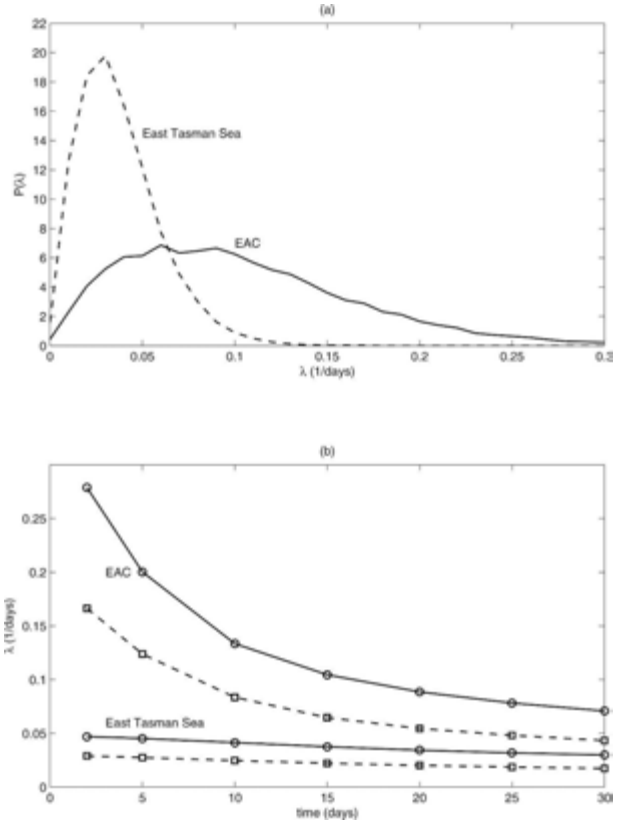 (a)
22
20
18
16
14
12
10
8
6
4
2
0
P(λ)
East Tasman Sea
EAC
0 0.05 0.1 0.15 0.2 0.25 0.3
λ (1/days)
(b)
0.25
0.2
0.15
0.1
0.05
0
λ (1/days)
EAC
East Tasman Sea
0 5 10 15 20 25 30
time (days)